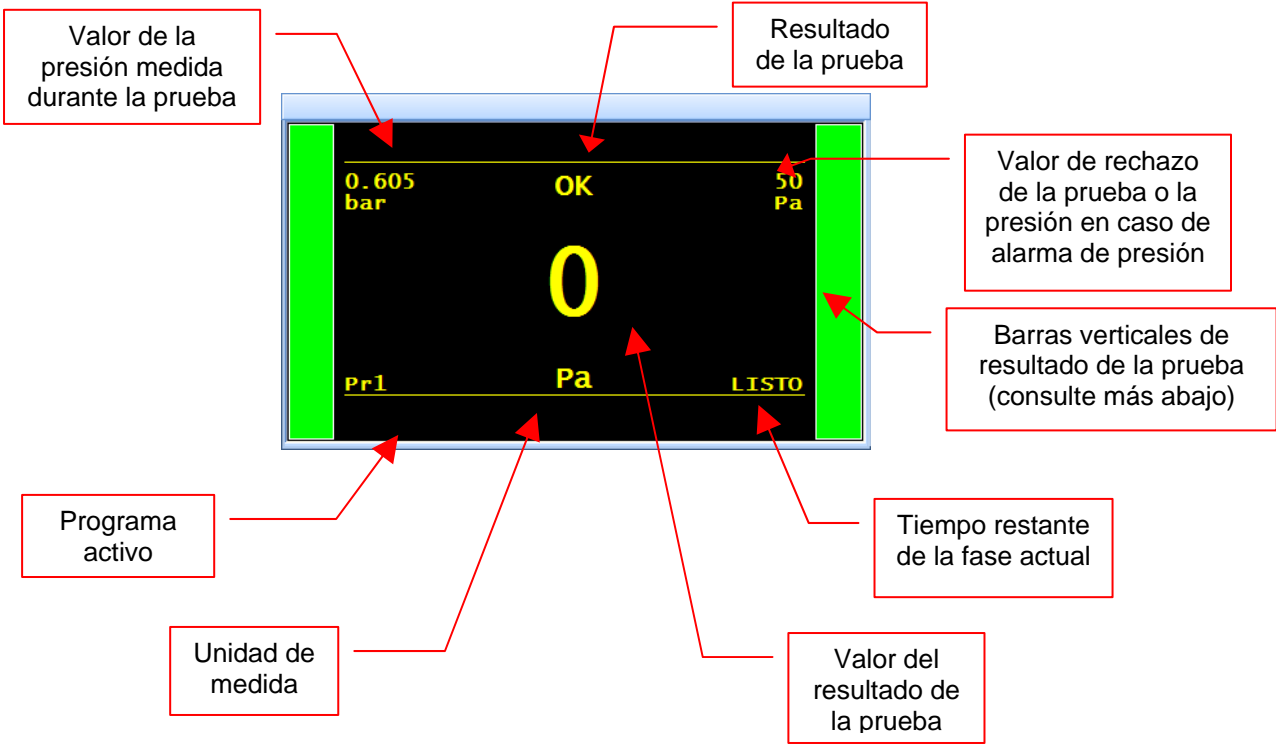 Valor de la
presión medida
durante la prueba
Resultado
de la prueba
0.605
bar
OK
50
Pa
Valor de rechazo
de la prueba o la
presión en caso de
alarma de presión
0
Barras verticales de
resultado de la prueba
(consulte más abajo)
Pr1
Pa
LISTO
Programa
activo
Tiempo restante
de la fase actual
Unidad de
medida
Valor del
resultado de
la prueba